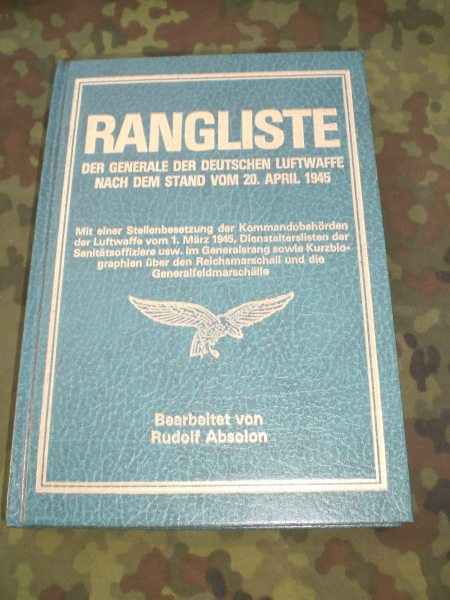 RANGLISTE
DER GENERALE DER DEUTSCHEN LUFTWAFFE
NACH DEM STAND VOM 20. APRIL 1945
Mit einer Stellenbesetzung der Kommandobehörden
der Luftwaffe vom 1. März 1945, Dienstalterslisten der
Sanitätsoffiziere usw. im Generalsrang sowie Kurzbio-
graphien über den Reichsmarschall und die
Generalfeldmarschälle
Bearbeitet von
Rudolf Absolon